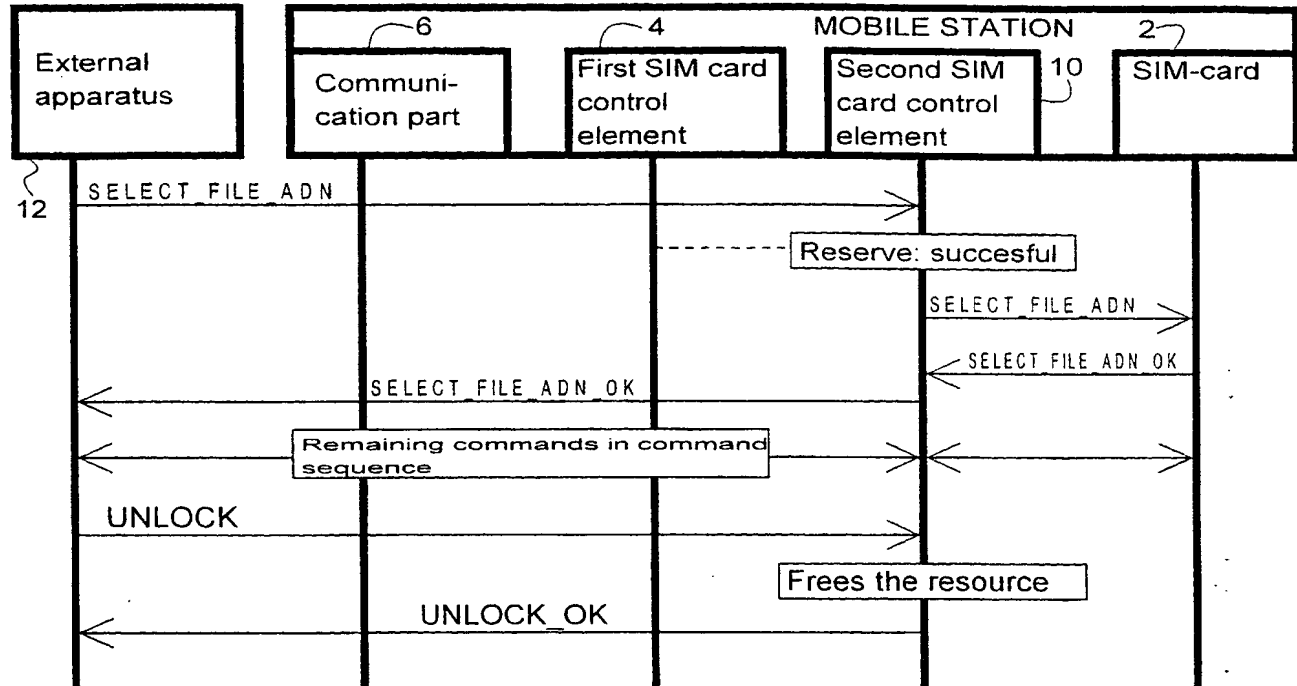 6
4
MOBILE STATION
2
External
apparatus
Communi-
cation part
First SIM card
control
element
Second SIM
card control
element
10
SIM-card
12
SELECT_FILE_ADN
Reserve: succesful
SELECT_FILE_ADN
SELECT_FILE_ADN_OK
SELECT_FILE_ADN_OK
Remaining commands in command
sequence
UNLOCK
Frees the resource
UNLOCK_OK